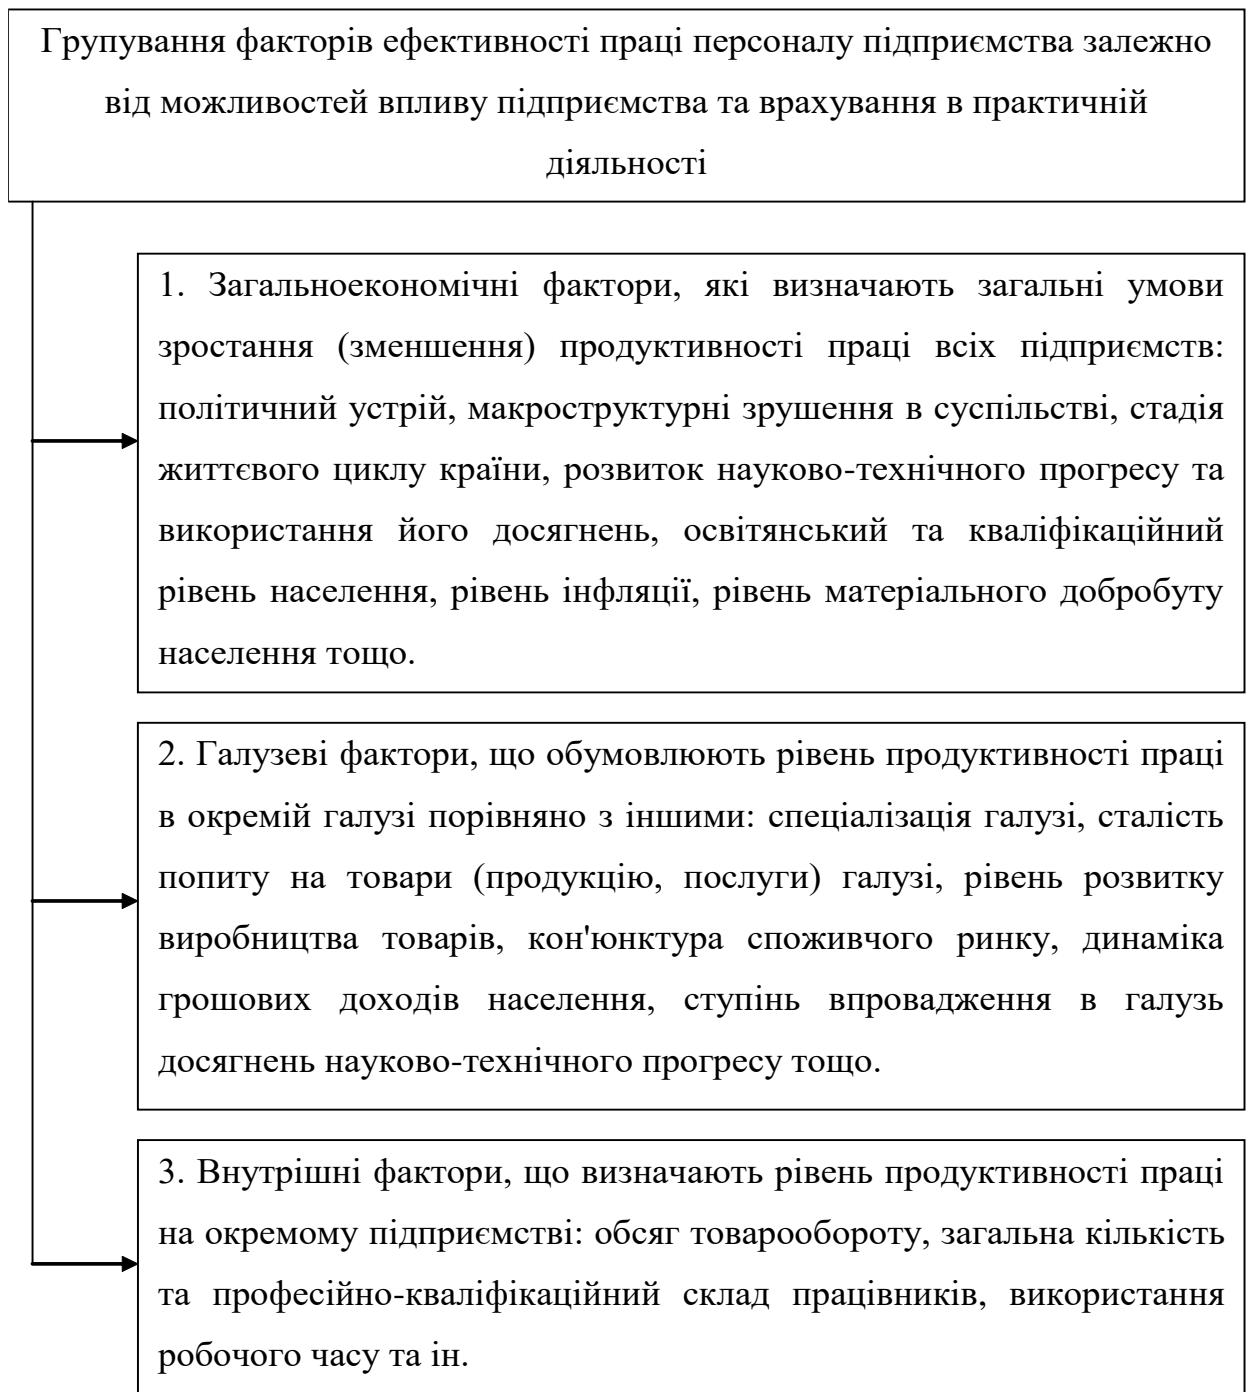 Групування факторів ефективності праці персоналу підприємства залежно
від можливостей впливу підприємства та врахування в практичній
діяльності
1. Загальноекономічні фактори, які визначають загальні умови
зростання (зменшення) продуктивності праці всіх підприємств:
політичний устрій, макроструктурні зрушення в суспільстві, стадія
життєвого циклу країни, розвиток науково-технічного прогресу та
використання його досягнень, освітянський та кваліфікаційний
рівень населення, рівень інфляції, рівень матеріального добробуту
населення тощо.
2. Галузеві фактори, що обумовлюють рівень продуктивності праці
в окремій галузі порівняно з іншими: спеціалізація галузі, сталість
попиту на товари (продукцію, послуги) галузі, рівень розвитку
виробництва товарів, кон'юнктура споживчого ринку, динаміка
грошових доходів населення, ступінь впровадження в галузь
досягнень науково-технічного прогресу тощо.
3. Внутрішні фактори, що визначають рівень продуктивності праці
на окремому підприємстві: обсяг товарообороту, загальна кількість
та професійно-кваліфікаційний склад працівників, використання
робочого часу та ін.